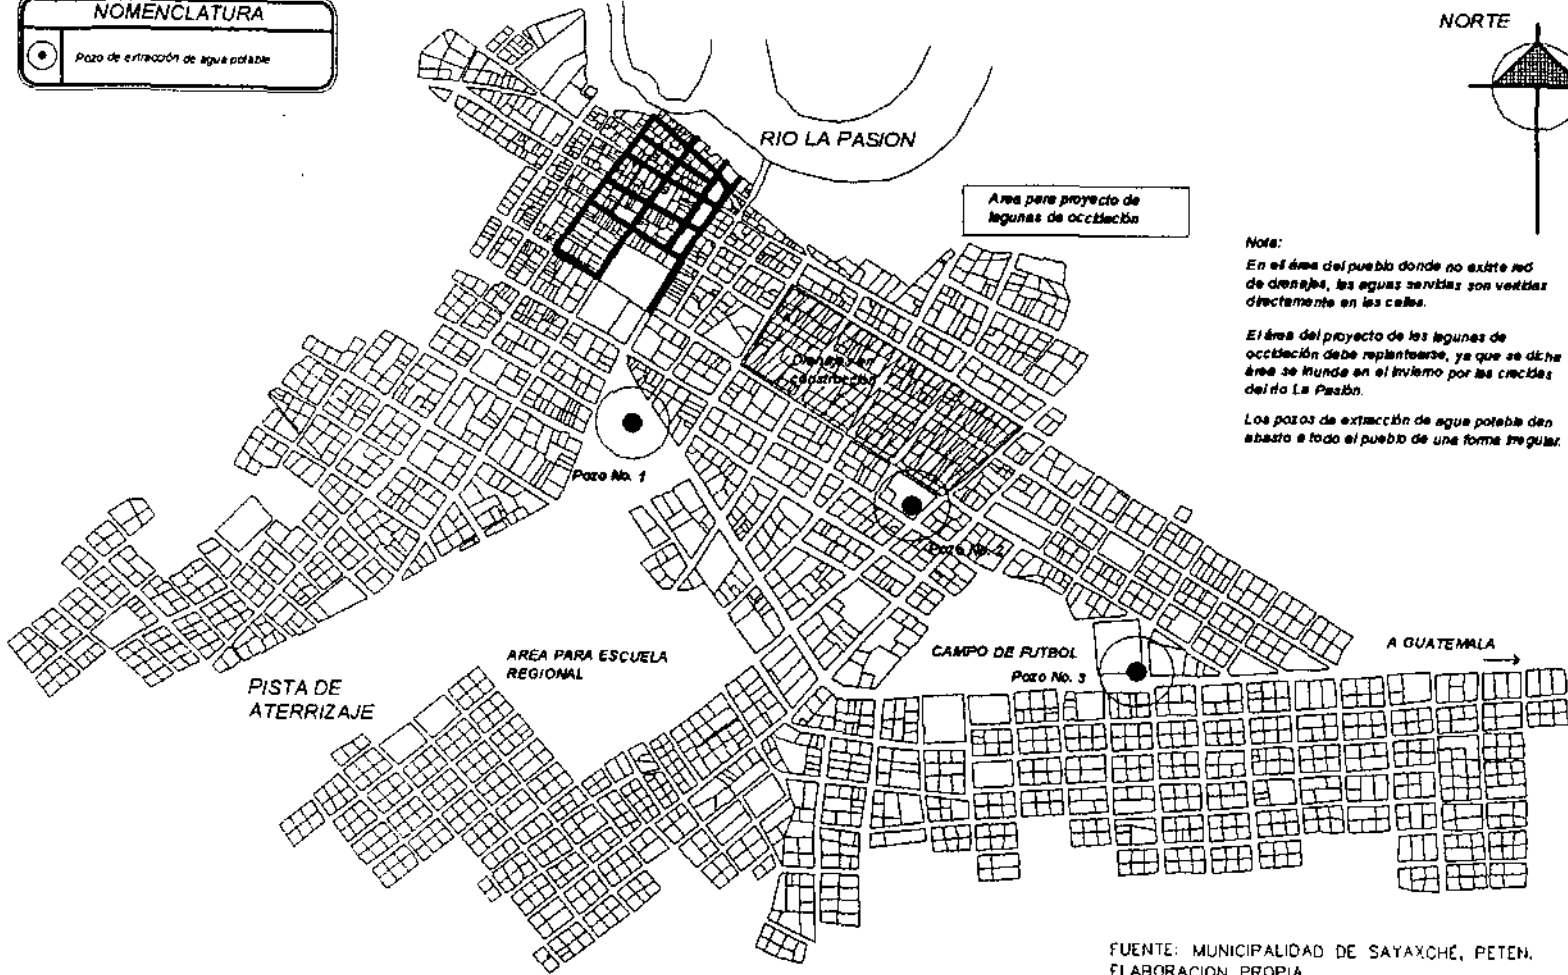 NOMENCLATURA
Pozo de extracción de agua potable
NORTE
RIO LA PASION
Area para proyecto de
lagunas de occidación
Nota:
En el área del pueblo donde no existe red
de drenajes, las aguas servidas son vertidas
directamente en las calles.
El área del proyecto de las lagunas de
occidación debe replantearse, ya que se dicha
área se inunda en el invierno por las crecidas
del río La Pasión.
Los pozos de extracción de agua potable dan
abasto a todo el pueblo de una forma irregular.
Drenajes en
construcción
Pozo No. 1
Pozo No. 2
AREA PARA ESCUELA
REGIONAL
CAMPO DE FUTBOL
Pozo No. 3
A GUATEMALA
PISTA DE
ATERRIZAJE
FUENTE: MUNICIPALIDAD DE SAYAXCHÉ, PETEN.
ELABORACION PROPIA